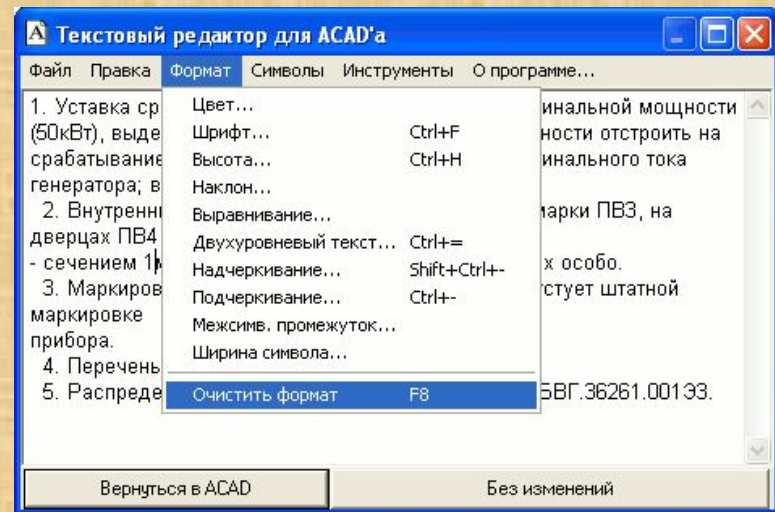 Текстовый редактор для ACAD'а
Файл Правка Формат Символы Инструменты О программе...
1. Уставка ср
(50кВт), выде
срабатывание
генератора; в
2. Внутренн
дверцах ПВ4
- сечением 1
3. Маркиров
маркировке
прибора.
4. Перечень
5. Распреде
Цвет...
Шрифт... Ctrl+F
Высота... Ctrl+H
Наклон...
Выравнивание...
Двухуровневый текст... Ctrl+=
Надчеркивание... Shift+Ctrl+-
Подчеркивание... Ctrl+-
Межсимв. промежуток...
Ширина символа...
Очистить формат F8
инальной мощности
ности отстроить на
инального тока
марки ПВ3, на
х особо.
стует штатной
БВГ.36261.001ЭЗ.
Вернуться в ACAD Без изменений